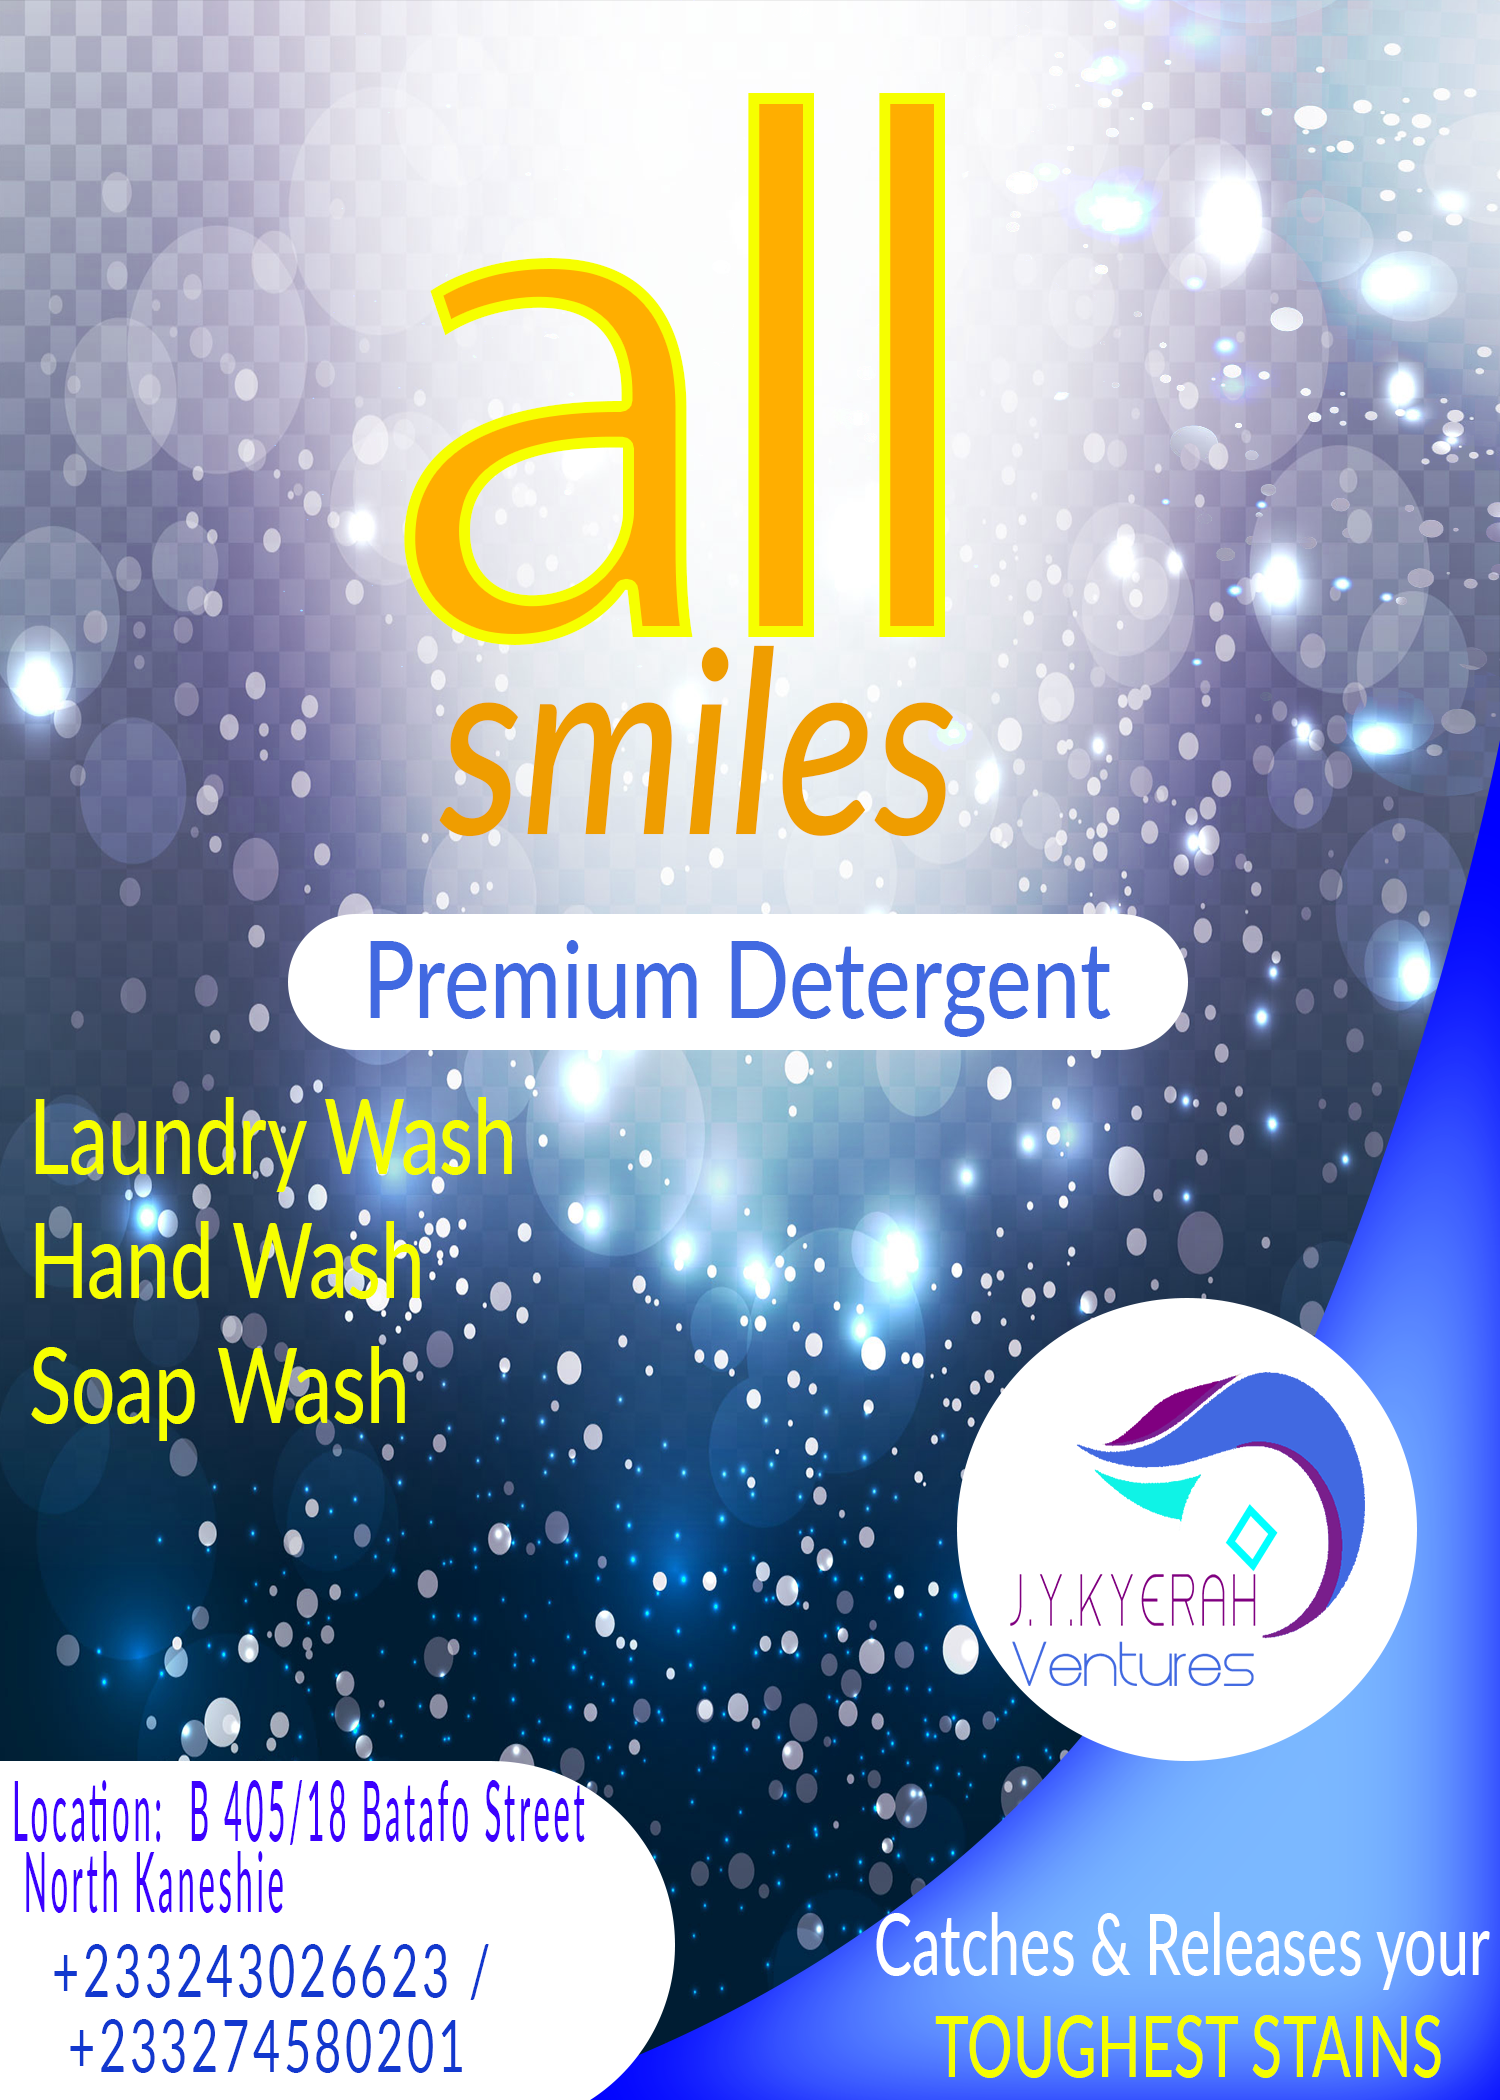 all
smiles
Premium Detergent
Laundry Wash
Hand Wash
Soap Wash
J.Y.KYERAH
Ventures
Location: B 405/18 Batafo Street
North Kaneshie
+233243026623 /
+233274580201
Catches & Releases your
TOUGHEST STAINS